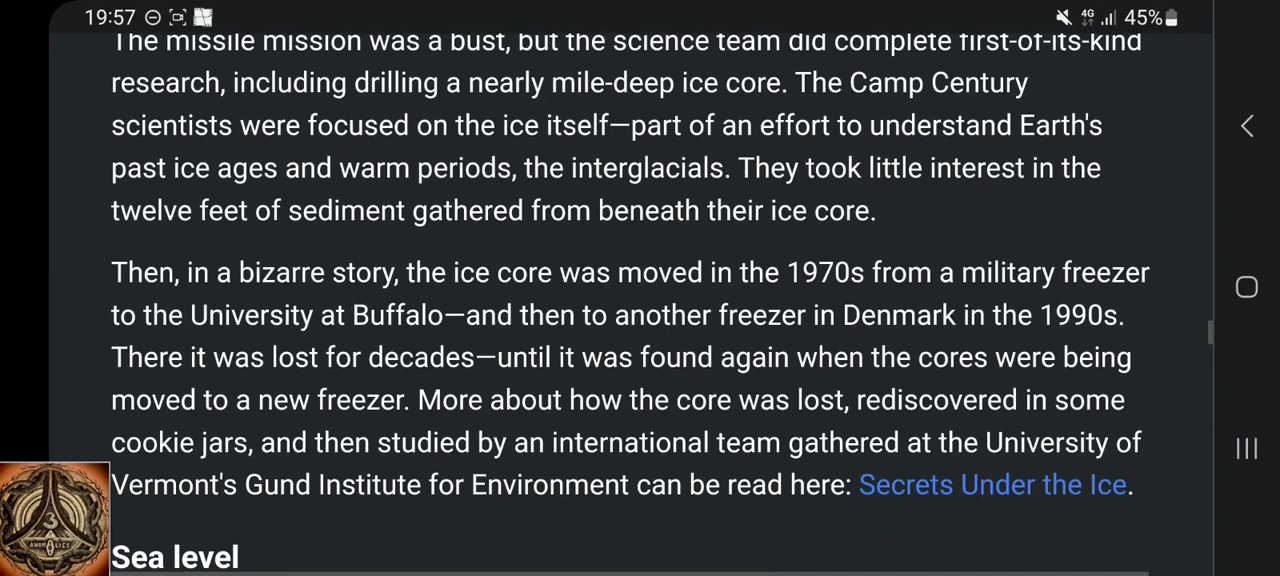 19:57
4G
45%
The missile mission was a bust, but the science team did complete first-of-its-kind
research, including drilling a nearly mile-deep ice core. The Camp Century
scientists were focused on the ice itself—part of an effort to understand Earth's
past ice ages and warm periods, the interglacials. They took little interest in the
twelve feet of sediment gathered from beneath their ice core.
Then, in a bizarre story, the ice core was moved in the 1970s from a military freezer
to the University at Buffalo—and then to another freezer in Denmark in the 1990s.
There it was lost for decades—until it was found again when the cores were being
moved to a new freezer. More about how the core was lost, rediscovered in some
cookie jars, and then studied by an international team gathered at the University of
Vermont's Gund Institute for Environment can be read here: Secrets Under the Ice.
3
ANOMALIES
Sea level